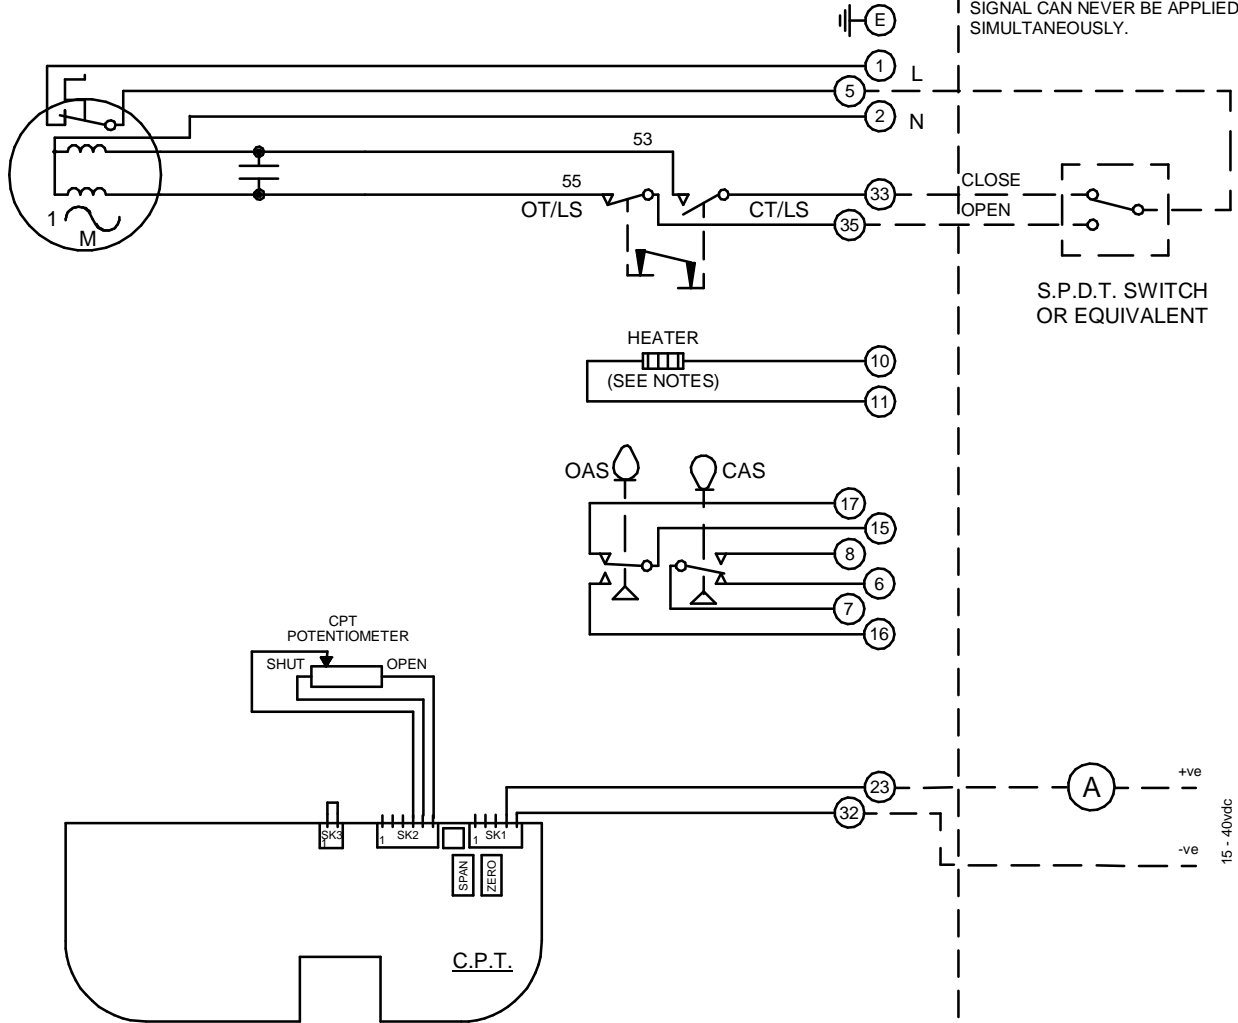 SIGNAL CAN NEVER BE APPLIED
SIMULTANEOUSLY.
E
1
L
5
2
N
53
55
OT/LS
CT/LS
33
CLOSE
35
OPEN
1
M
S.P.D.T. SWITCH
OR EQUIVALENT
HEATER
(SEE NOTES)
10
11
OAS
CAS
17
15
8
6
7
16
CPT
POTENTIOMETER
SHUT
OPEN
23
32
A
+ve
-ve
15 - 40vdc
SK3
1
SK2
1
SK1
1
SPAN
ZERO
C.P.T.